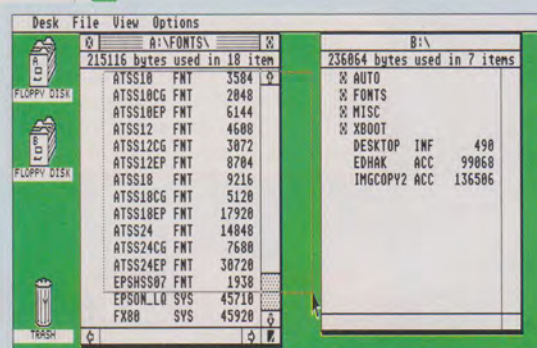 Desk File View Options
A:\FONTS\
215116 bytes used in 18 item
ATSS10 FNT 3584
ATSS10CG FNT 2048
ATSS10EP FNT 6144
ATSS12 FNT 4608
ATSS12CG FNT 3072
ATSS12EP FNT 8704
ATSS18 FNT 9216
ATSS18CG FNT 5120
ATSS18EP FNT 17920
ATSS24 FNT 14848
ATSS24CG FNT 7680
ATSS24EP FNT 30720
EPSHSS07 FNT 1938
EPSON_LQ SYS 45710
FX80 SYS 45920
B:\
236064 bytes used in 7 items
AUTO
FONTS
MISC
XBOOT
DESKTOP INF 490
EDHAK ACC 99068
IMGCOPY2 ACC 136506
A
FLOPPY DISK
B
FLOPPY DISK
TRASH